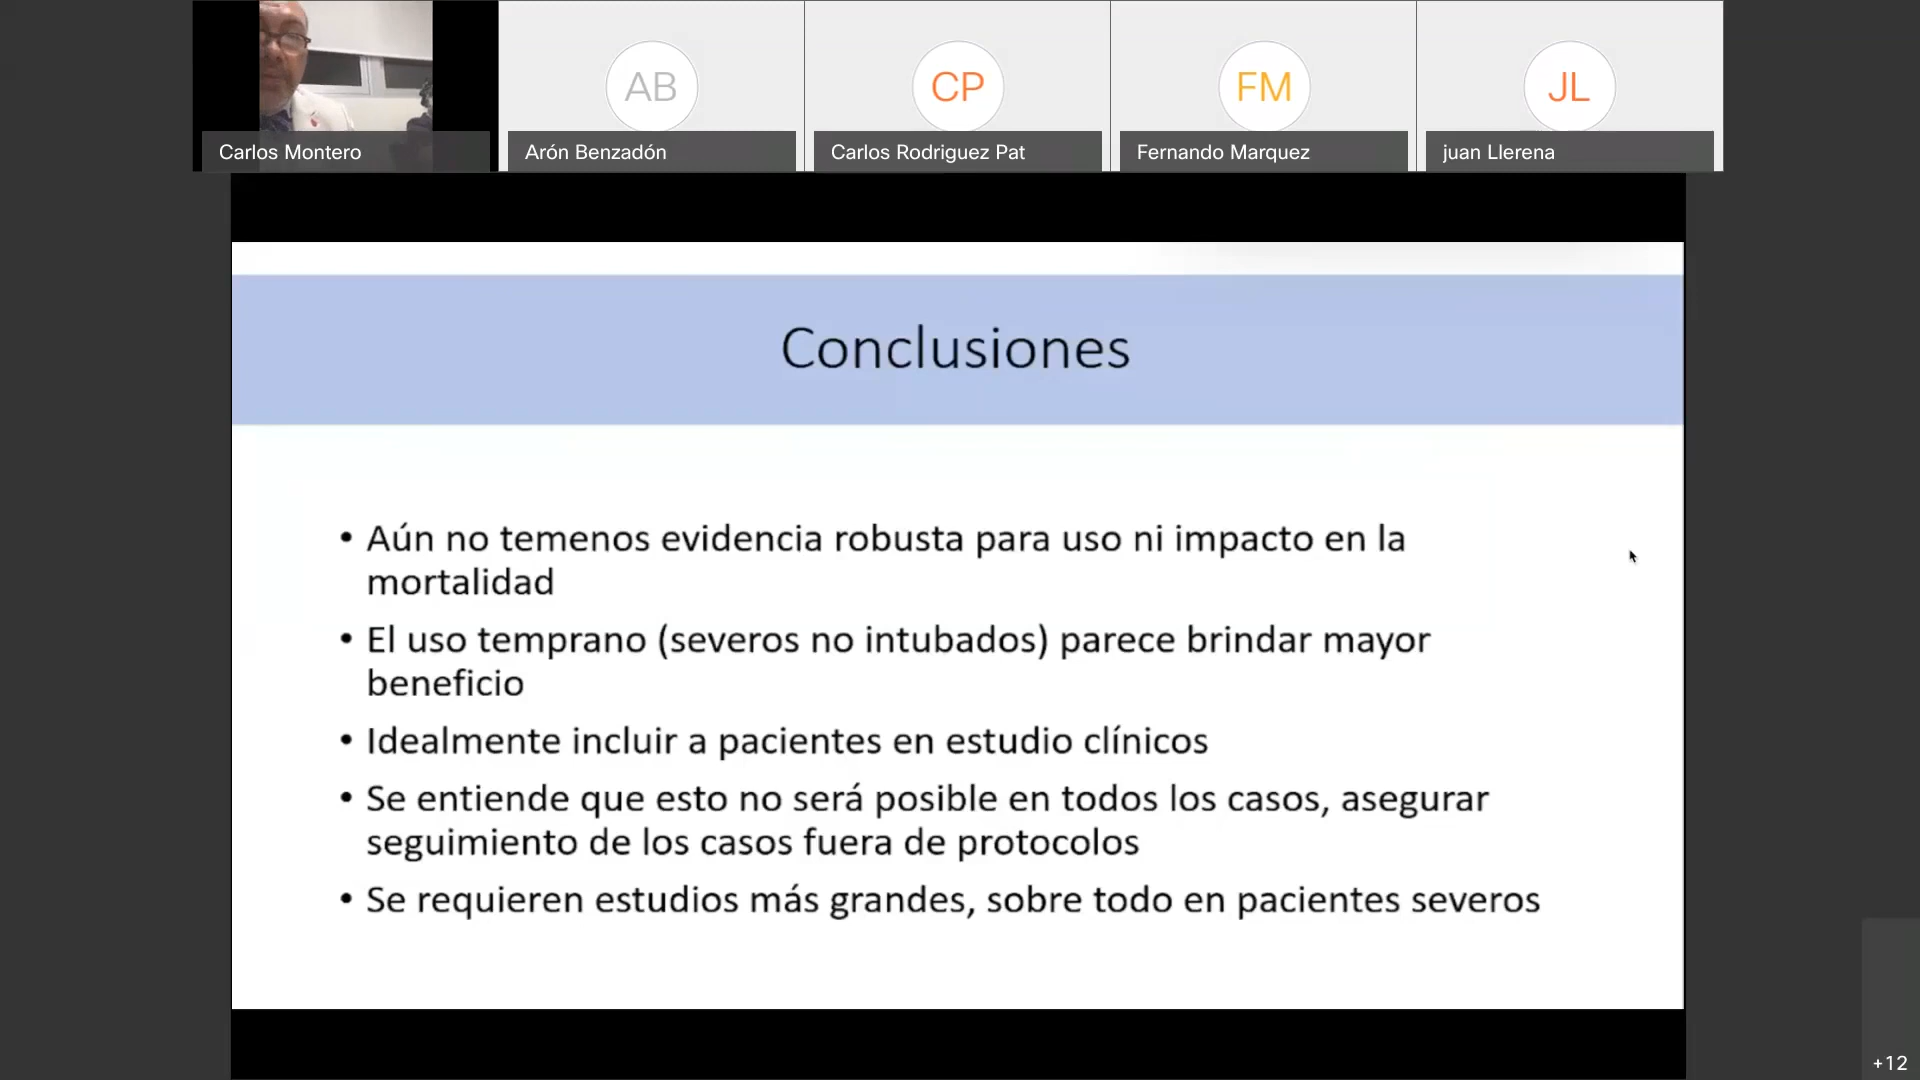 AB
CP
FM
JL
Carlos Montero
Arón Benzadón
Carlos Rodriguez Pat
Fernando Marquez
juan Llerena
Conclusiones
• Aún no temenos evidencia robusta para uso ni impacto en la
mortalidad
• El uso temprano (severos no intubados) parece brindar mayor
beneficio
• Idealmente incluir a pacientes en estudio clínicos
• Se entiende que esto no será posible en todos los casos, asegurar
seguimiento de los casos fuera de protocolos
• Se requieren estudios más grandes, sobre todo en pacientes severos
+12